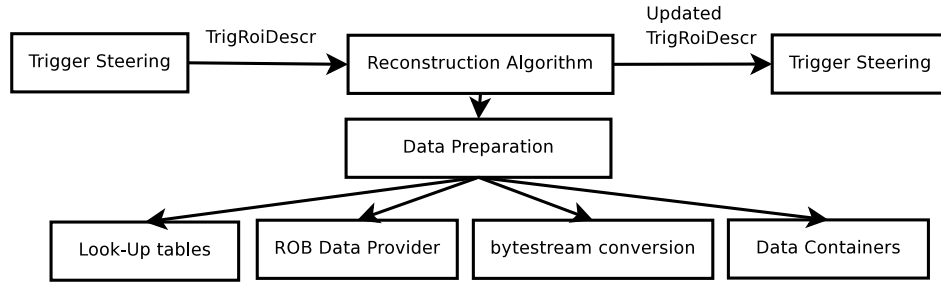 Updated
TrigRoiDescr
TrigRoiDescr
Trigger Steering
Reconstruction Algorithm
Trigger Steering
Data Preparation
Look-Up tables
ROB Data Provider
bytestream conversion
Data Containers